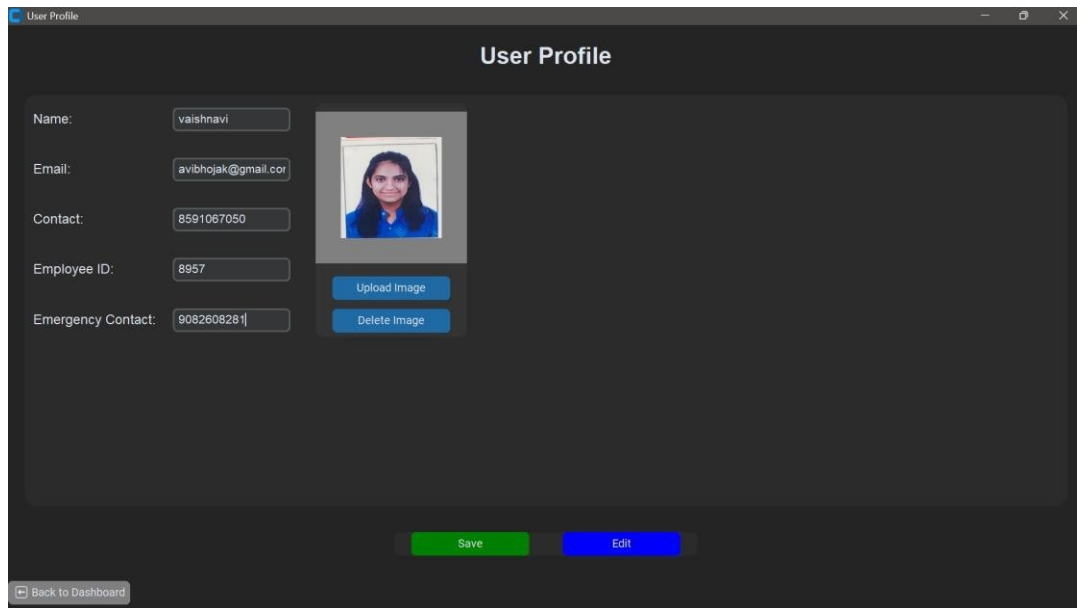 User Profile
User Profile
Name: vaishnavi
Email: avibhojak@gmail.cor
Contact: 8591067050
Employee ID: 8957
Upload Image
Emergency Contact: 9082608281
Delete Image
Save Edit
Back to Dashboard